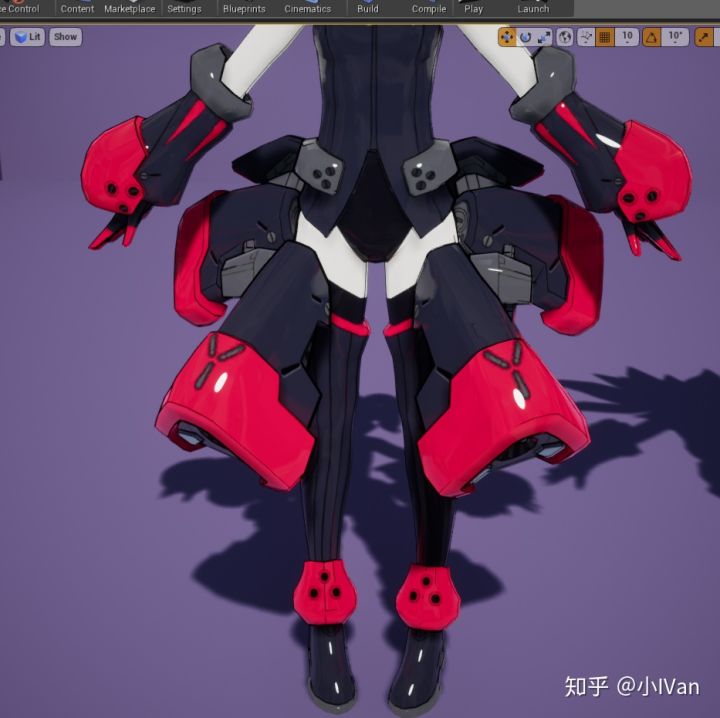 ce Control Content Marketplace Settings Blueprints Cinematics Build Compile Play Launch
Lit Show 10 10°
知乎 @小IVan